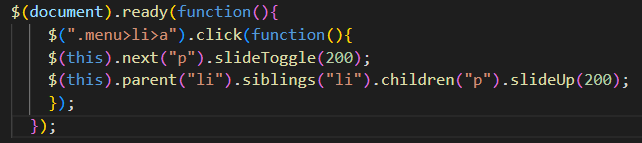 $(document).ready(function(){
    $(".menu>li>a").click(function(){
    $(this).next("p").slideToggle(200);
    $(this).parent("li").siblings("li").children("p").slideUp(200);
    });
  });